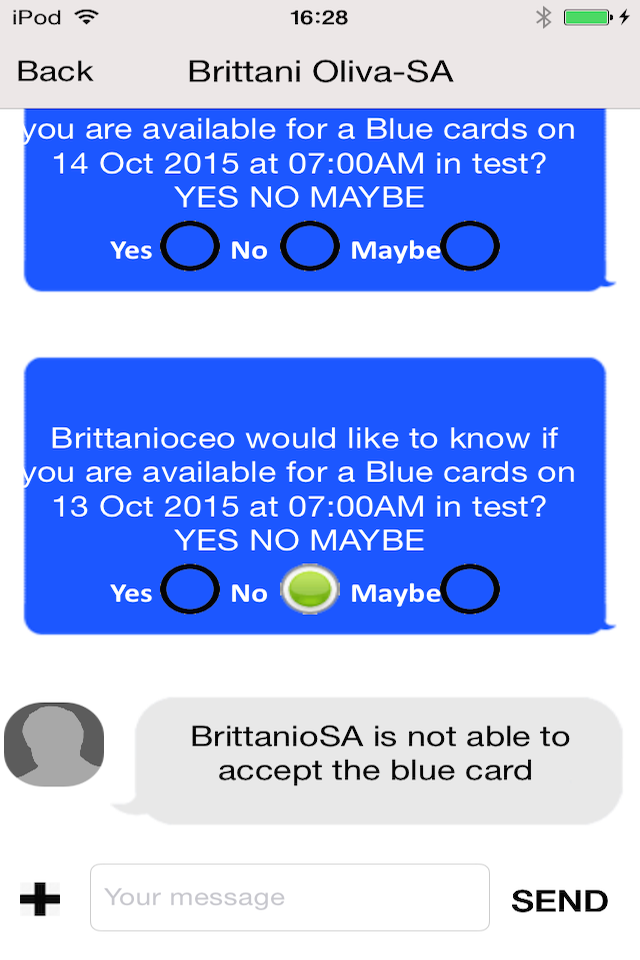 iPod 16:28
Back Brittani Oliva-SA
you are available for a Blue cards on
14 Oct 2015 at 07:00AM in test?
YES NO MAYBE
Yes No Maybe
Brittanioceo would like to know if
you are available for a Blue cards on
13 Oct 2015 at 07:00AM in test?
YES NO MAYBE
Yes No Maybe
BrittanioSA is not able to
accept the blue card
Your message SEND